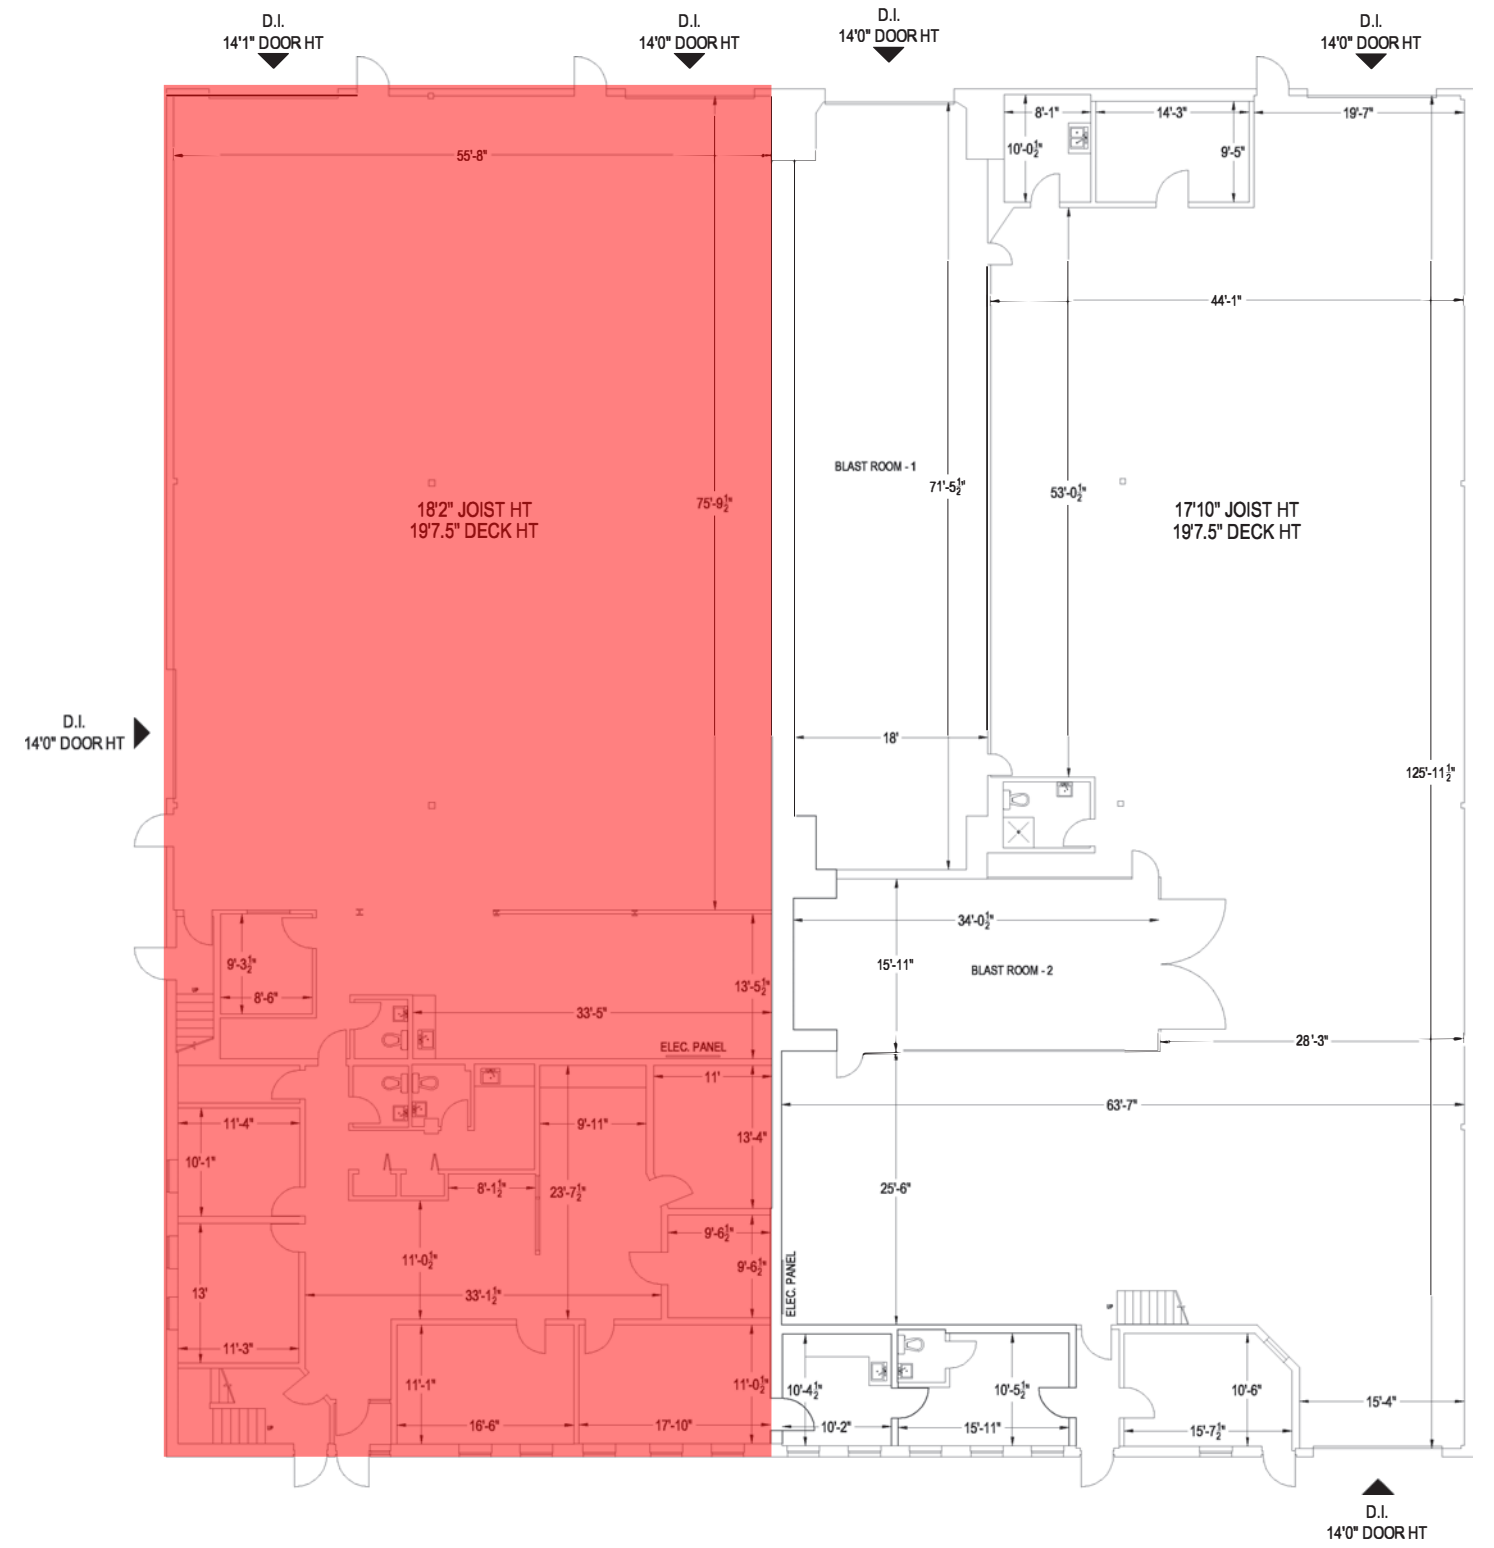 D.I.
14'1" DOOR HT
D.I.
14'0" DOOR HT
D.I.
14'0" DOOR HT
D.I.
14'0" DOOR HT
8'-1"
14'-3"
19'-7"
10'-0½"
9'-5"
55'-8"
44'-1"
BLAST ROOM - 1
71'-5½"
53'-0½"
75'-9½"
18'2" JOIST HT
19'7.5" DECK HT
17'10" JOIST HT
19'7.5" DECK HT
D.I.
14'0" DOOR HT
18'
125'-11½"
34'-0½"
15'-11"
BLAST ROOM - 2
9'-3½"
8'-6"
13'-5½"
UP
33'-5"
ELEC. PANEL
28'-3"
11'
63'-7"
11'-4"
9'-11"
13'-4"
10'-1"
8'-1½"
23'-7½"
25'-6"
9'-6½"
11'-0½"
9'-6½"
ELEC. PANEL
13'
33'-1½"
UP
11'-3"
11'-1"
11'-0½"
10'-4½"
10'-5½"
10'-6"
15'-4"
UP
16'-6"
17'-10"
10'-2"
15'-11"
15'-7½"
D.I.
14'0" DOOR HT